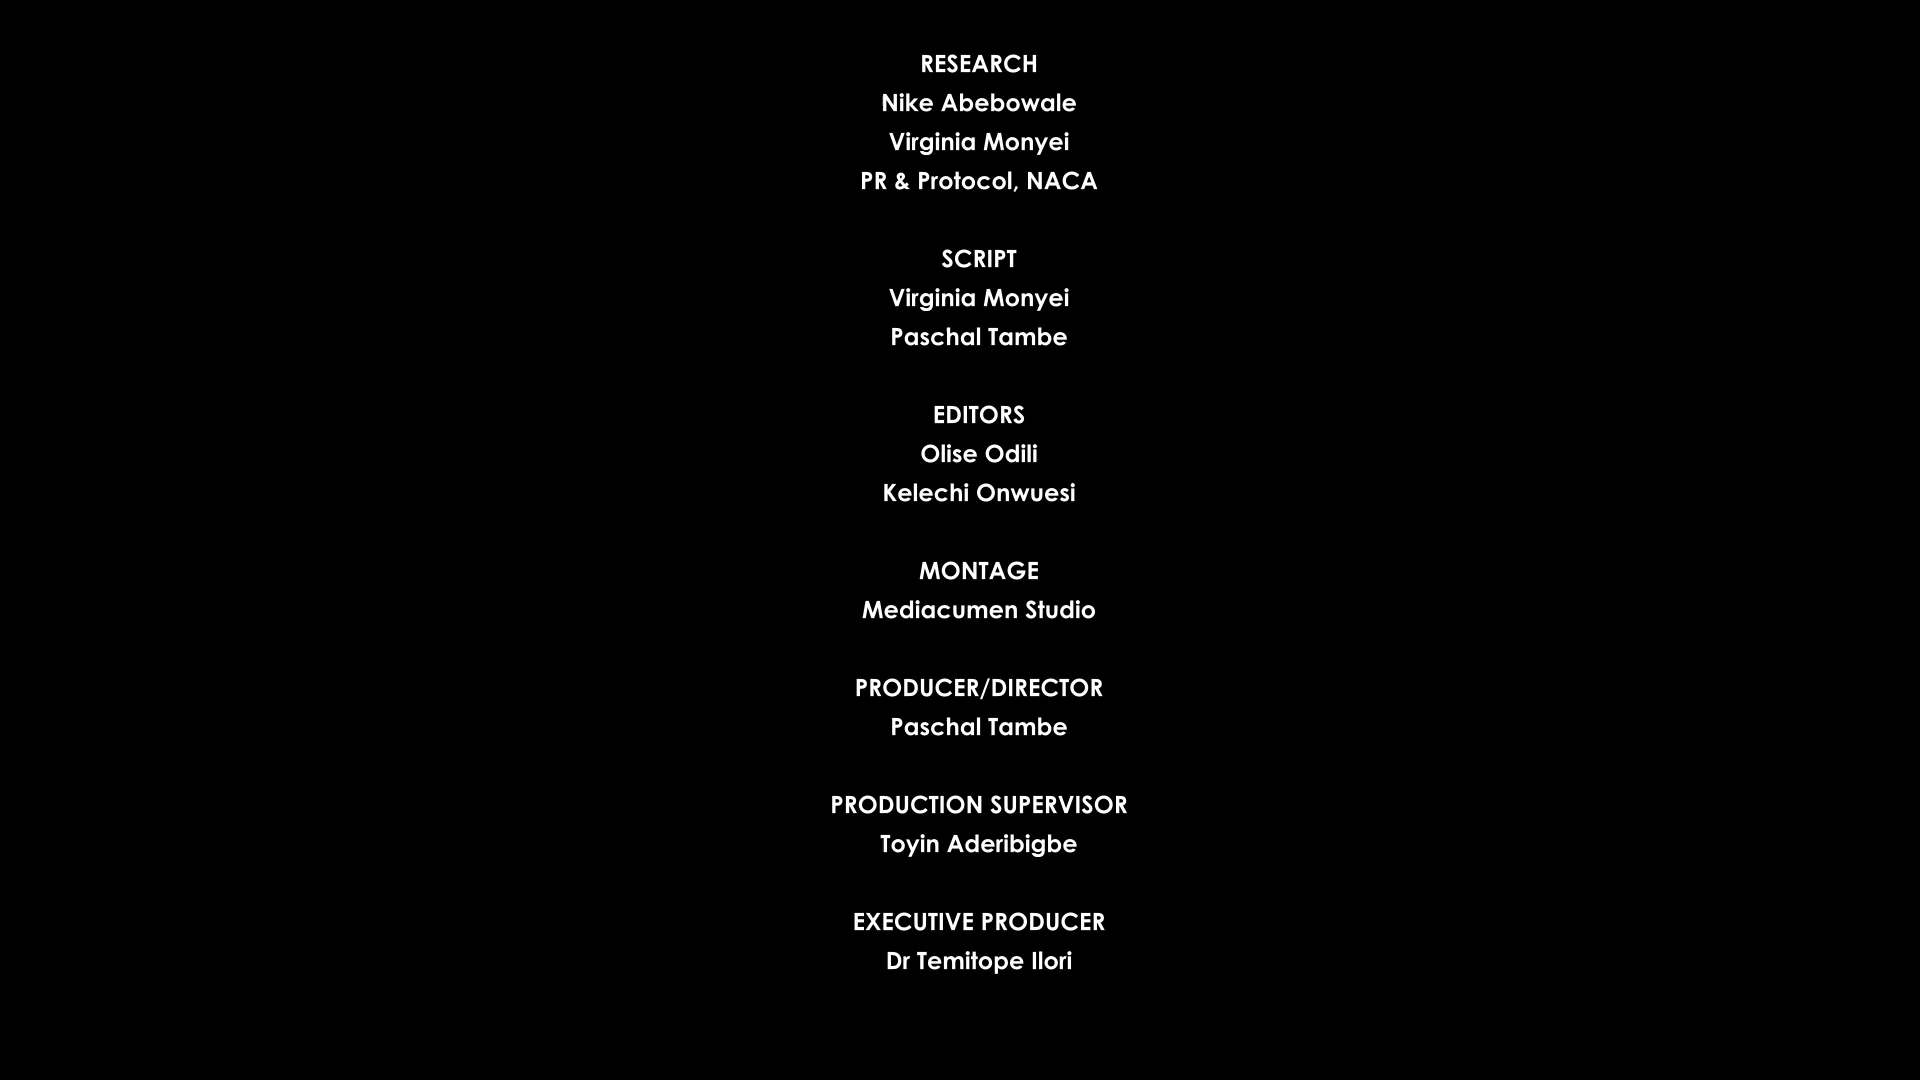 RESEARCH
Nike Abebowale
Virginia Monyei
PR & Protocol, NACA
SCRIPT
Virginia Monyei
Paschal Tambe
EDITORS
Olise Odili
Kelechi Onwuesi
MONTAGE
Mediacumen Studio
PRODUCER/DIRECTOR
Paschal Tambe
PRODUCTION SUPERVISOR
Toyin Aderibigbe
EXECUTIVE PRODUCER
Dr Temitope Ilori